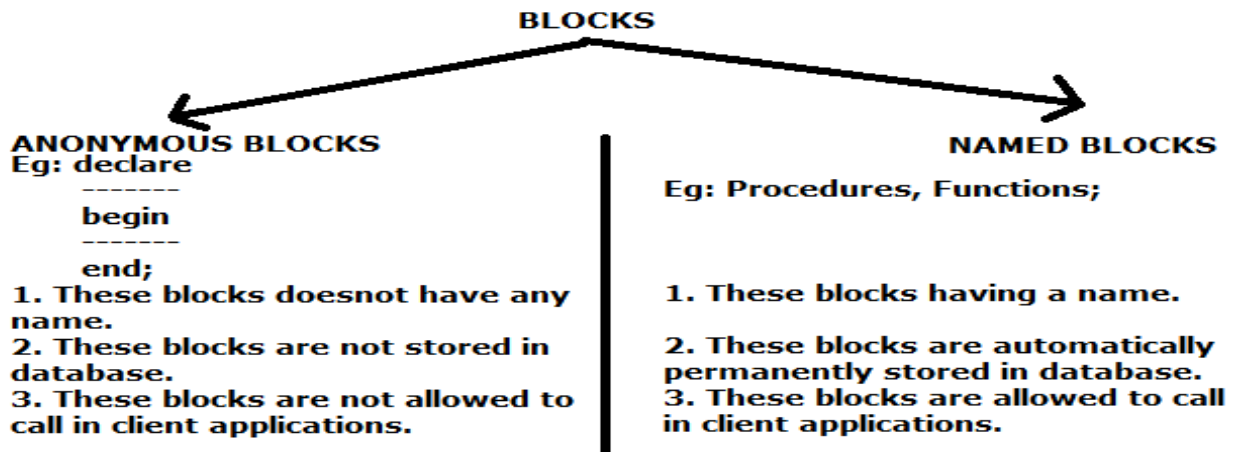 BLOCKS
ANONYMOUS BLOCKS
Eg: declare
-------
begin
-------
end;
1. These blocks doesnot have any
name.
2. These blocks are not stored in
database.
3. These blocks are not allowed to
call in client applications.
NAMED BLOCKS
Eg: Procedures, Functions;
1. These blocks having a name.
2. These blocks are automatically
permanently stored in database.
3. These blocks are allowed to call
in client applications.